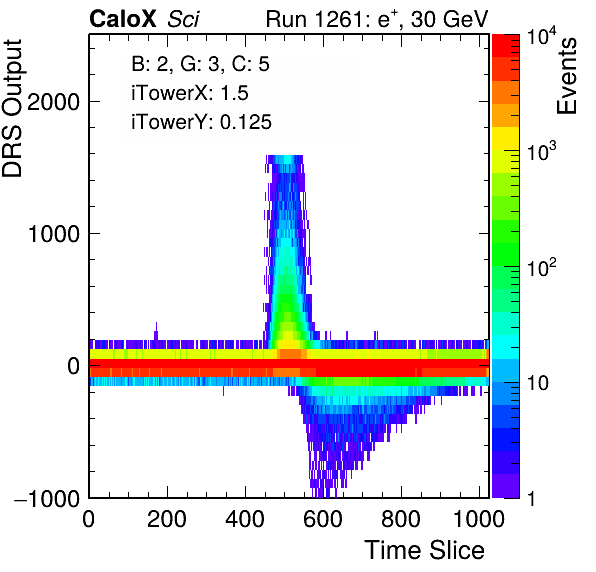 CaloX Sci
Run 1261: e+, 30 GeV
B: 2, G: 3, C: 5
iTowerX: 1.5
iTowerY: 0.125
DRS Output
2000
1000
0
−1000
0 200 400 600 800 1000
Time Slice
Events
10^4
10^3
10^2
10
1